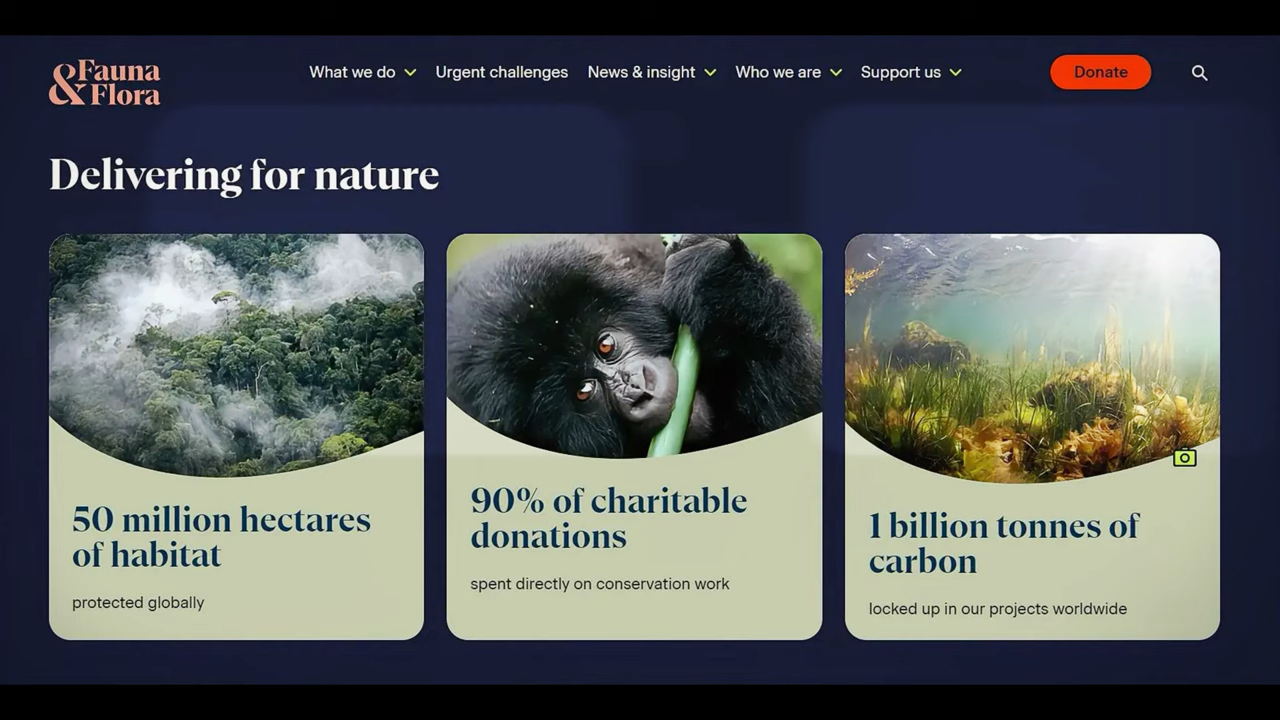 Fauna
& Flora
What we do
Urgent challenges
News & insight
Who we are
Support us
Donate
Delivering for nature
50 million hectares
of habitat
protected globally
90% of charitable
donations
spent directly on conservation work
1 billion tonnes of
carbon
locked up in our projects worldwide